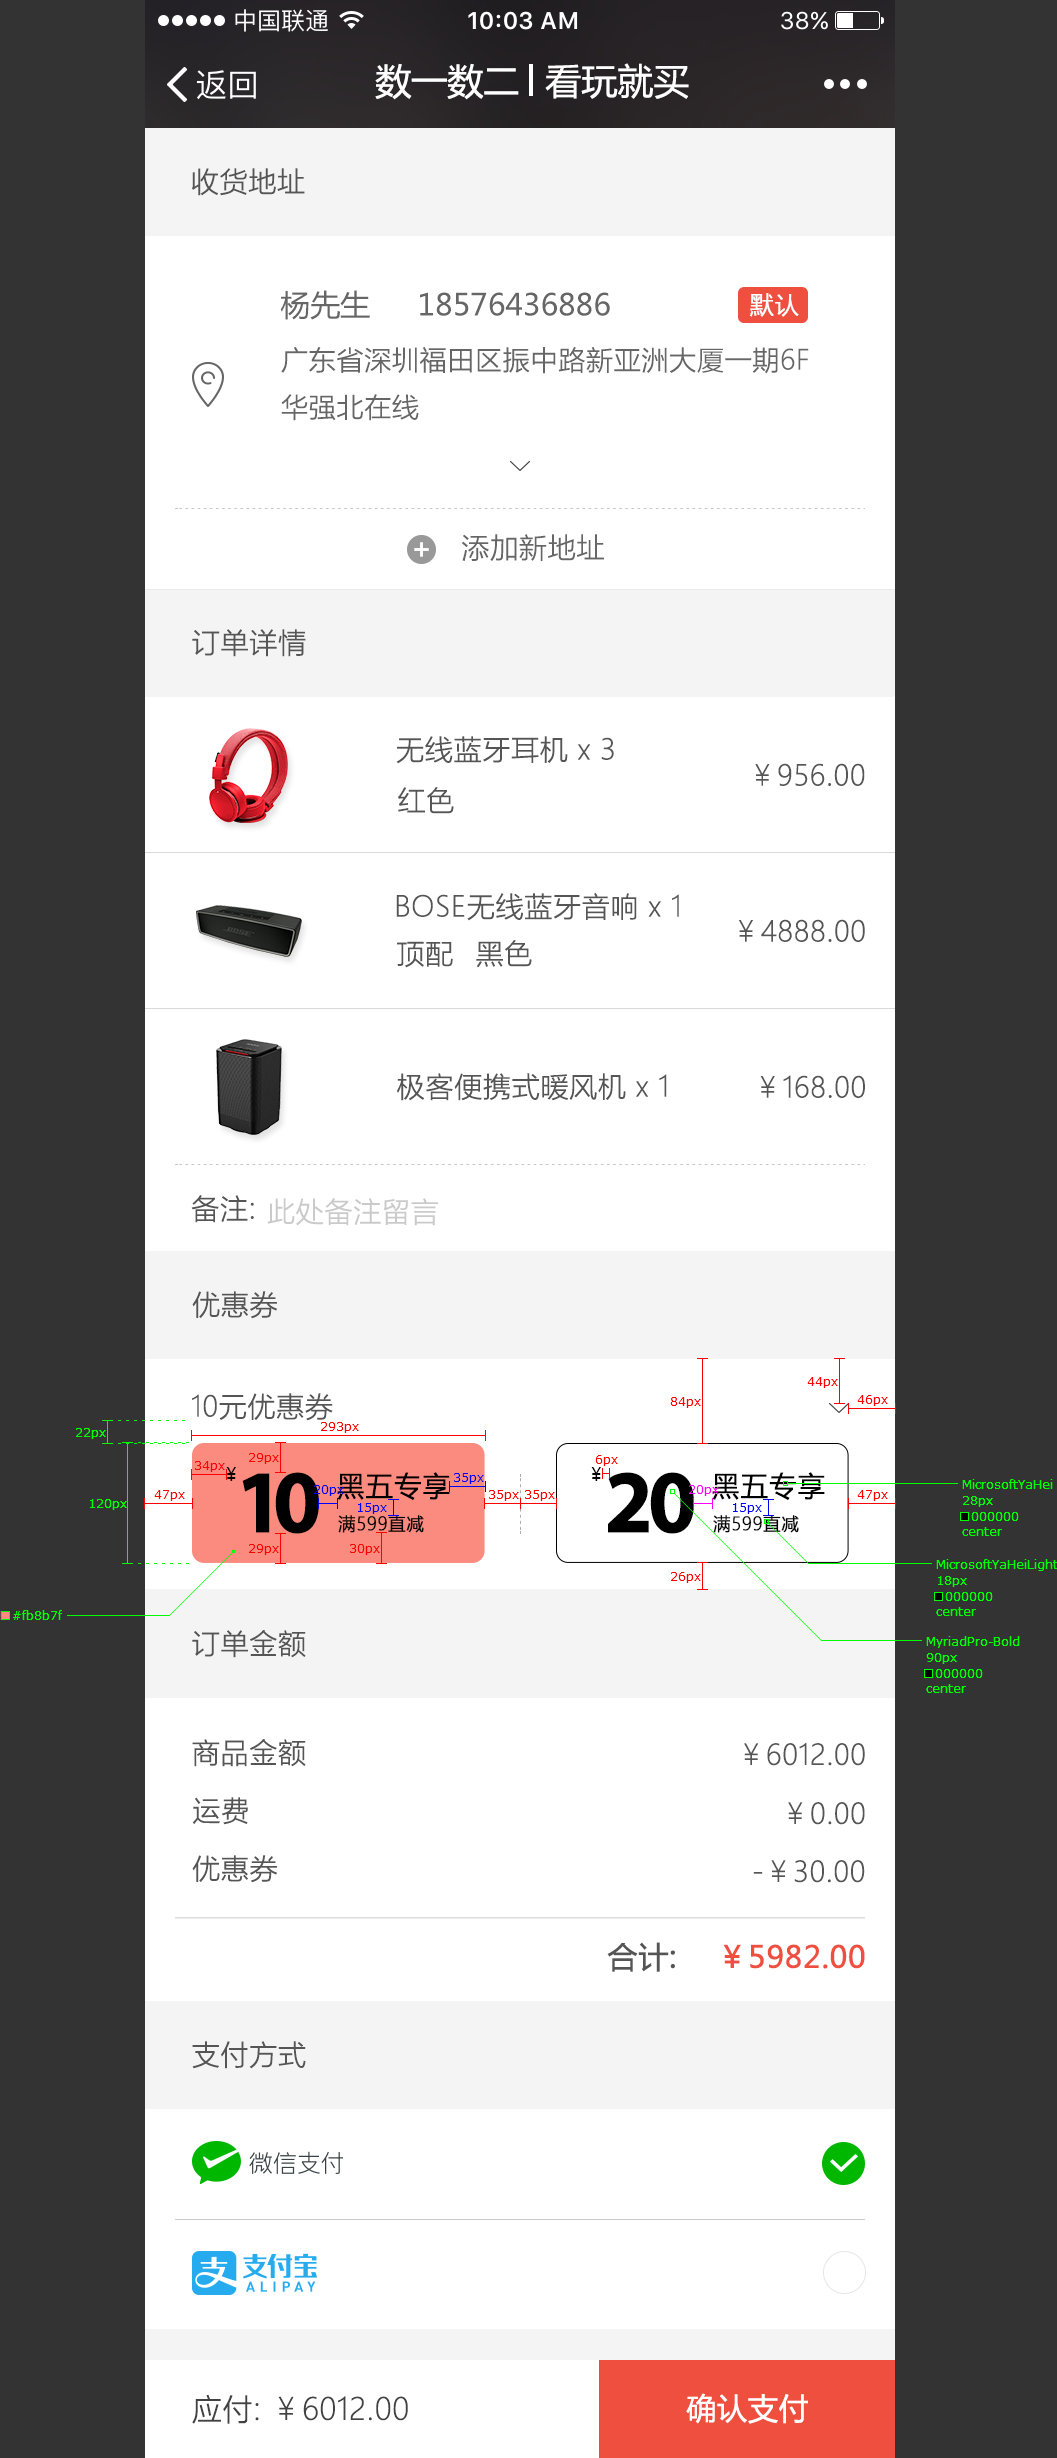 中国联通 10:03 AM 38%
返回 数一数二 | 看玩就买
收货地址
杨先生 18576436886 默认
广东省深圳福田区振中路新亚洲大厦一期6F
华强北在线
添加新地址
订单详情
无线蓝牙耳机 x 3
红色
¥ 956.00
BOSE无线蓝牙音响 x 1
顶配 黑色
¥ 4888.00
BOSE
极客便携式暖风机 x 1
¥ 168.00
备注: 此处备注留言
优惠券
10元优惠券
44px
84px
46px
22px
293px
34px
29px
35px
¥ 10 黑五专享
20px
15px
满599直减
120px
47px
29px
30px
35px 35px
6px
¥ 20 黑五专享
20px
15px
满599直减
47px
26px
MicrosoftYaHei
28px
000000
center
MicrosoftYaHeiLight
18px
000000
center
#fb8b7f
MyriadPro-Bold
90px
000000
center
订单金额
商品金额 ¥ 6012.00
运费 ¥ 0.00
优惠券 - ¥ 30.00
合计: ¥ 5982.00
支付方式
微信支付
支 支付宝
ALIPAY
应付: ¥ 6012.00 确认支付